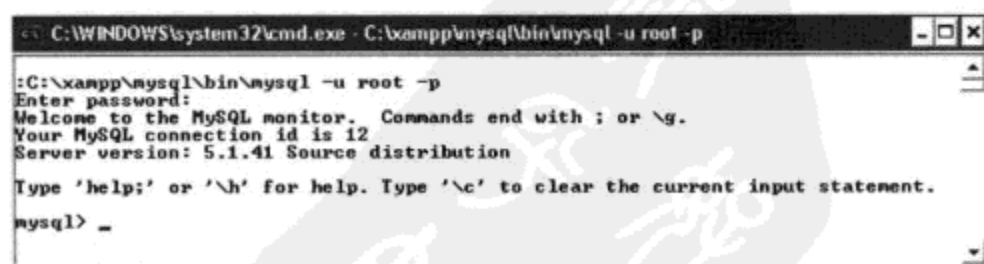 C:\WINDOWS\system32\cmd.exe - C:\xampp\mysql\bin\mysql -u root -p
:C:\xampp\mysql\bin\mysql -u root -p
Enter password:
Welcome to the MySQL monitor.  Commands end with ; or \g.
Your MySQL connection id is 12
Server version: 5.1.41 Source distribution
Type 'help;' or '\h' for help. Type '\c' to clear the current input statement.
mysql> _